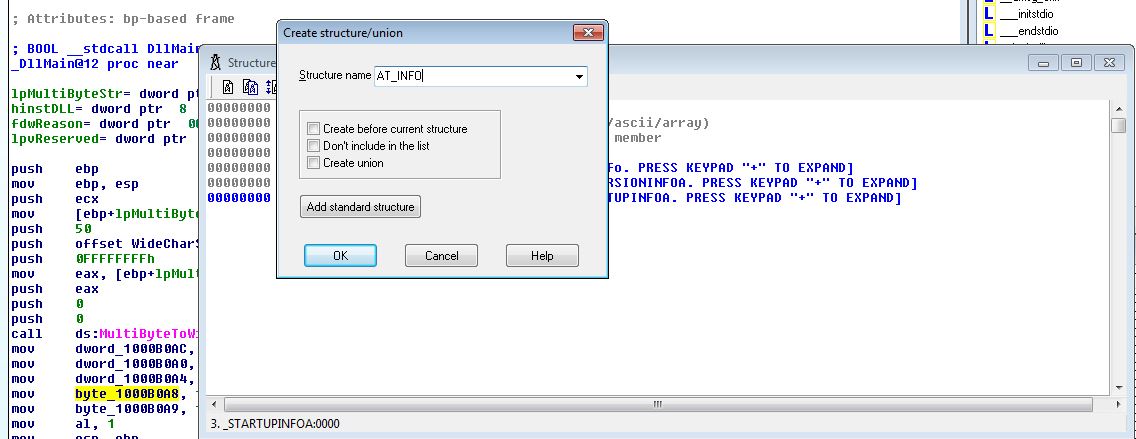 ; Attributes: bp-based frame
; BOOL __stdcall DllMain
_DllMain@12 proc near
lpMultiByteStr= dword pt
hinstDLL= dword ptr 8
fdwReason= dword ptr 0
lpvReserved= dword ptr
push ebp
mov ebp, esp
push ecx
mov [ebp+lpMultiByte
push 50
push offset WideCharS
push 0FFFFFFFFh
mov eax, [ebp+lpMult
push eax
push 0
push 0
call ds:MultiByteToWi
mov dword_1000B0AC,
mov dword_1000B0A0,
mov dword_1000B0A4,
mov byte_1000B0A8,
mov byte_1000B0A9,
mov al, 1
mov esp, ebp
Structure
00000000
00000000 /ascii/array)
00000000 member
00000000
00000000 Fo. PRESS KEYPAD "+" TO EXPAND]
00000000 RSIONINFOA. PRESS KEYPAD "+" TO EXPAND]
00000000 TUPINFOA. PRESS KEYPAD "+" TO EXPAND]
3. _STARTUPINFOA:0000
Create structure/union
Structure name AT_INFO
Create before current structure
Don't include in the list
Create union
Add standard structure
OK Cancel Help
L ___initstdio
L ___endstdio